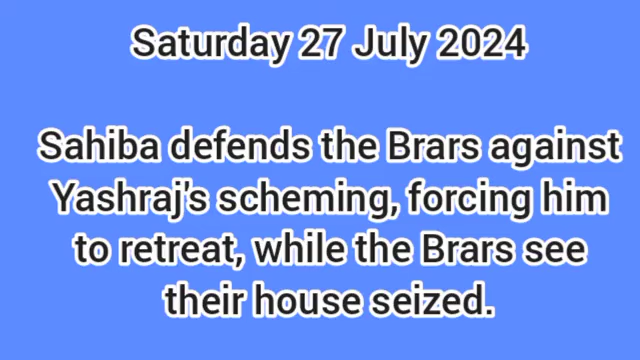 Saturday 27 July 2024
Sahiba defends the Brars against
Yashraj's scheming, forcing him
to retreat, while the Brars see
their house seized.